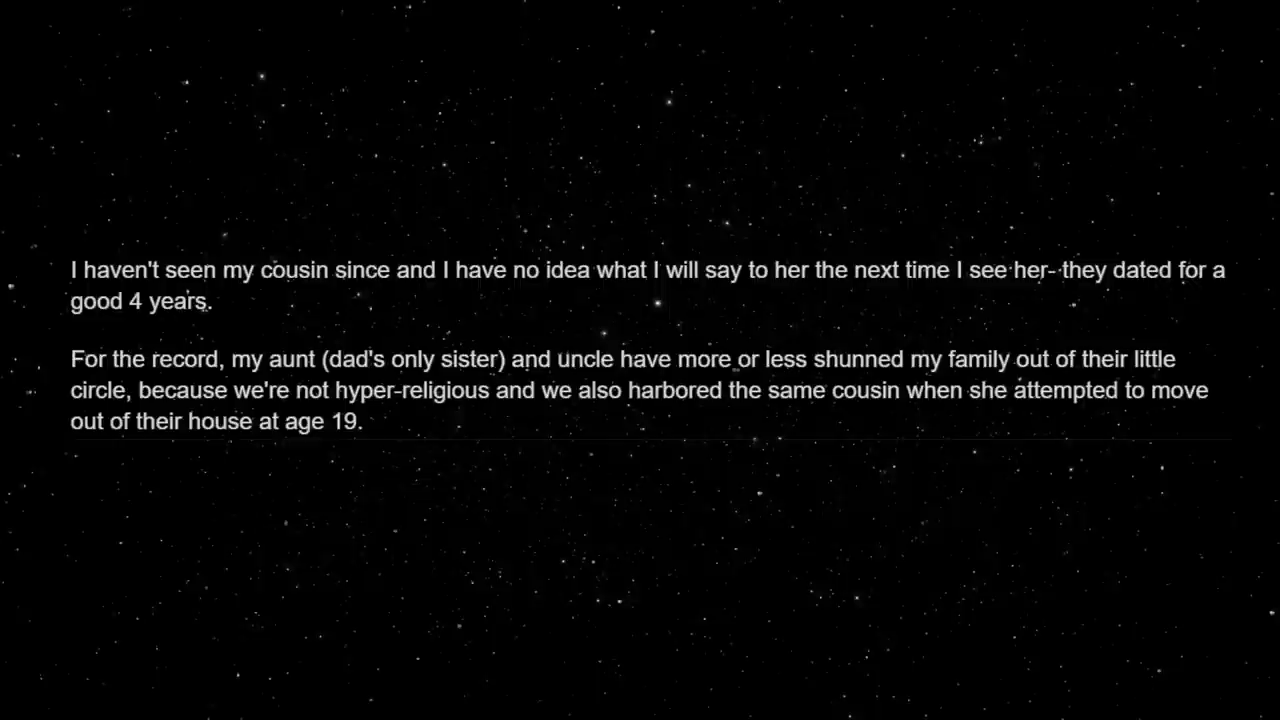 I haven't seen my cousin since and I have no idea what I will say to her the next time I see her- they dated for a
good 4 years.
For the record, my aunt (dad's only sister) and uncle have more or less shunned my family out of their little
circle, because we're not hyper-religious and we also harbored the same cousin when she attempted to move
out of their house at age 19.